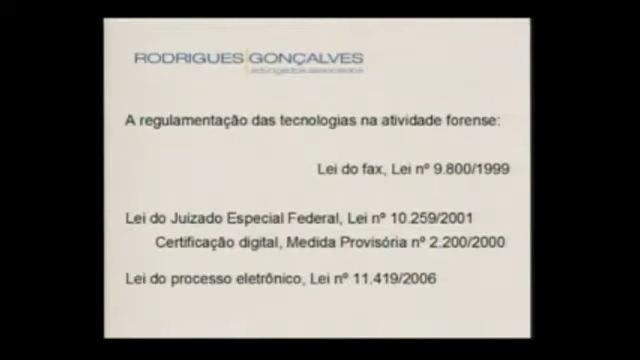 RODRIGUES GONÇALVES
advogados associados
A regulamentação das tecnologias na atividade forense:
Lei do fax, Lei nº 9.800/1999
Lei do Juizado Especial Federal, Lei nº 10.259/2001
Certificação digital, Medida Provisória nº 2.200/2000
Lei do processo eletrônico, Lei nº 11.419/2006